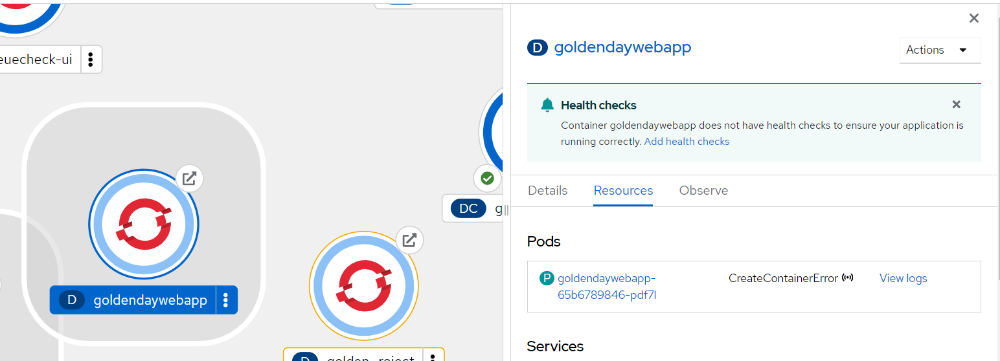 euecheck-ui
D goldendaywebapp
DC g
D golden reject
D goldendaywebapp
Actions
Health checks
Container goldendaywebapp does not have health checks to ensure your application is
running correctly. Add health checks
Details Resources Observe
Pods
P goldendaywebapp-
65b6789846-pdf7l
CreateContainerError
View logs
Services